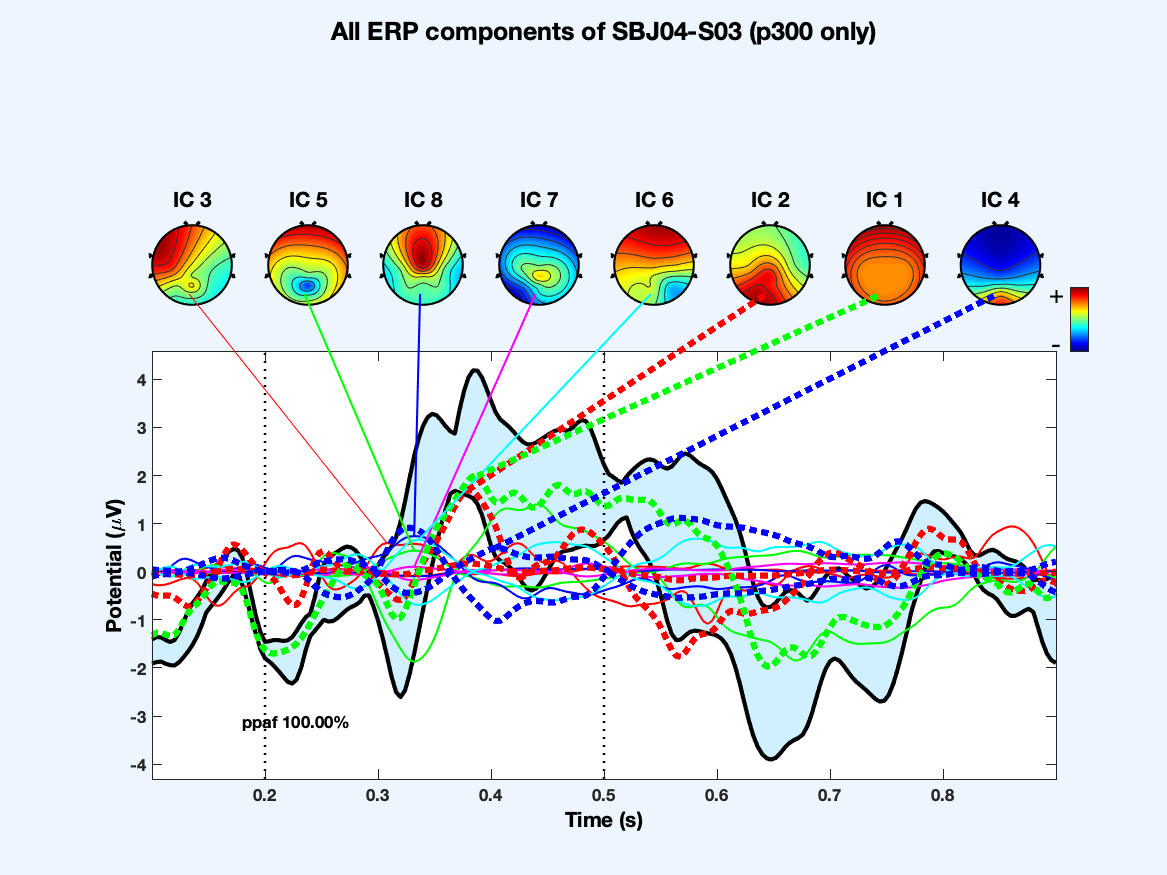 All ERP components of SBJ04-S03 (p300 only)
IC 3 IC 5 IC 8 IC 7 IC 6 IC 2 IC 1 IC 4
+
-
4
3
2
1
0
-1
-2
-3
-4
Potential (μV)
ppaf 100.00%
0.2 0.3 0.4 0.5 0.6 0.7 0.8
Time (s)